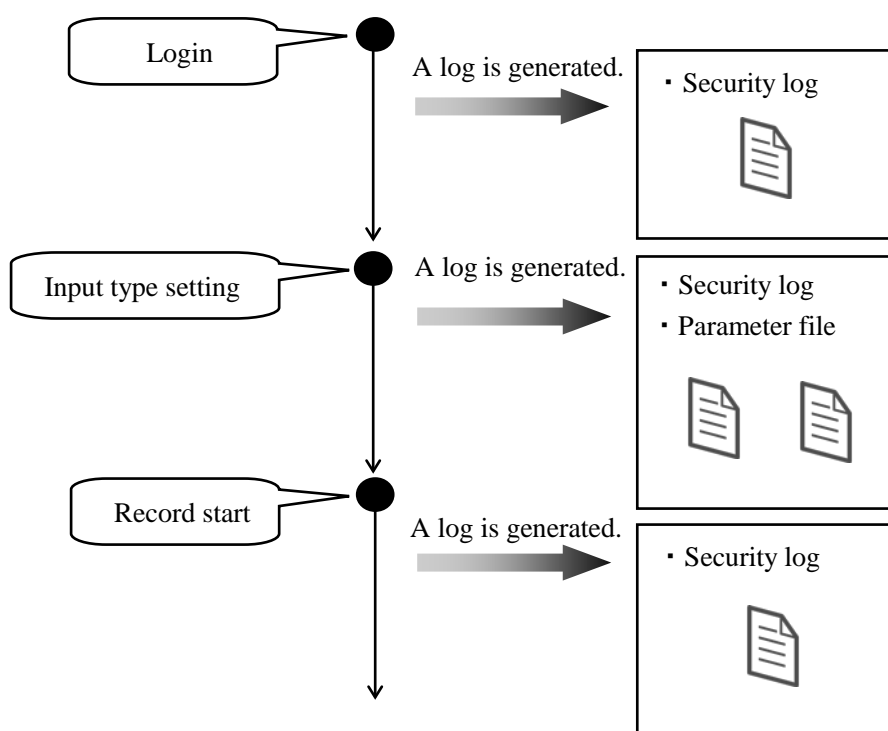 Login
A log is generated.
・Security log
Input type setting
A log is generated.
・Security log
・Parameter file
Record start
A log is generated.
・Security log